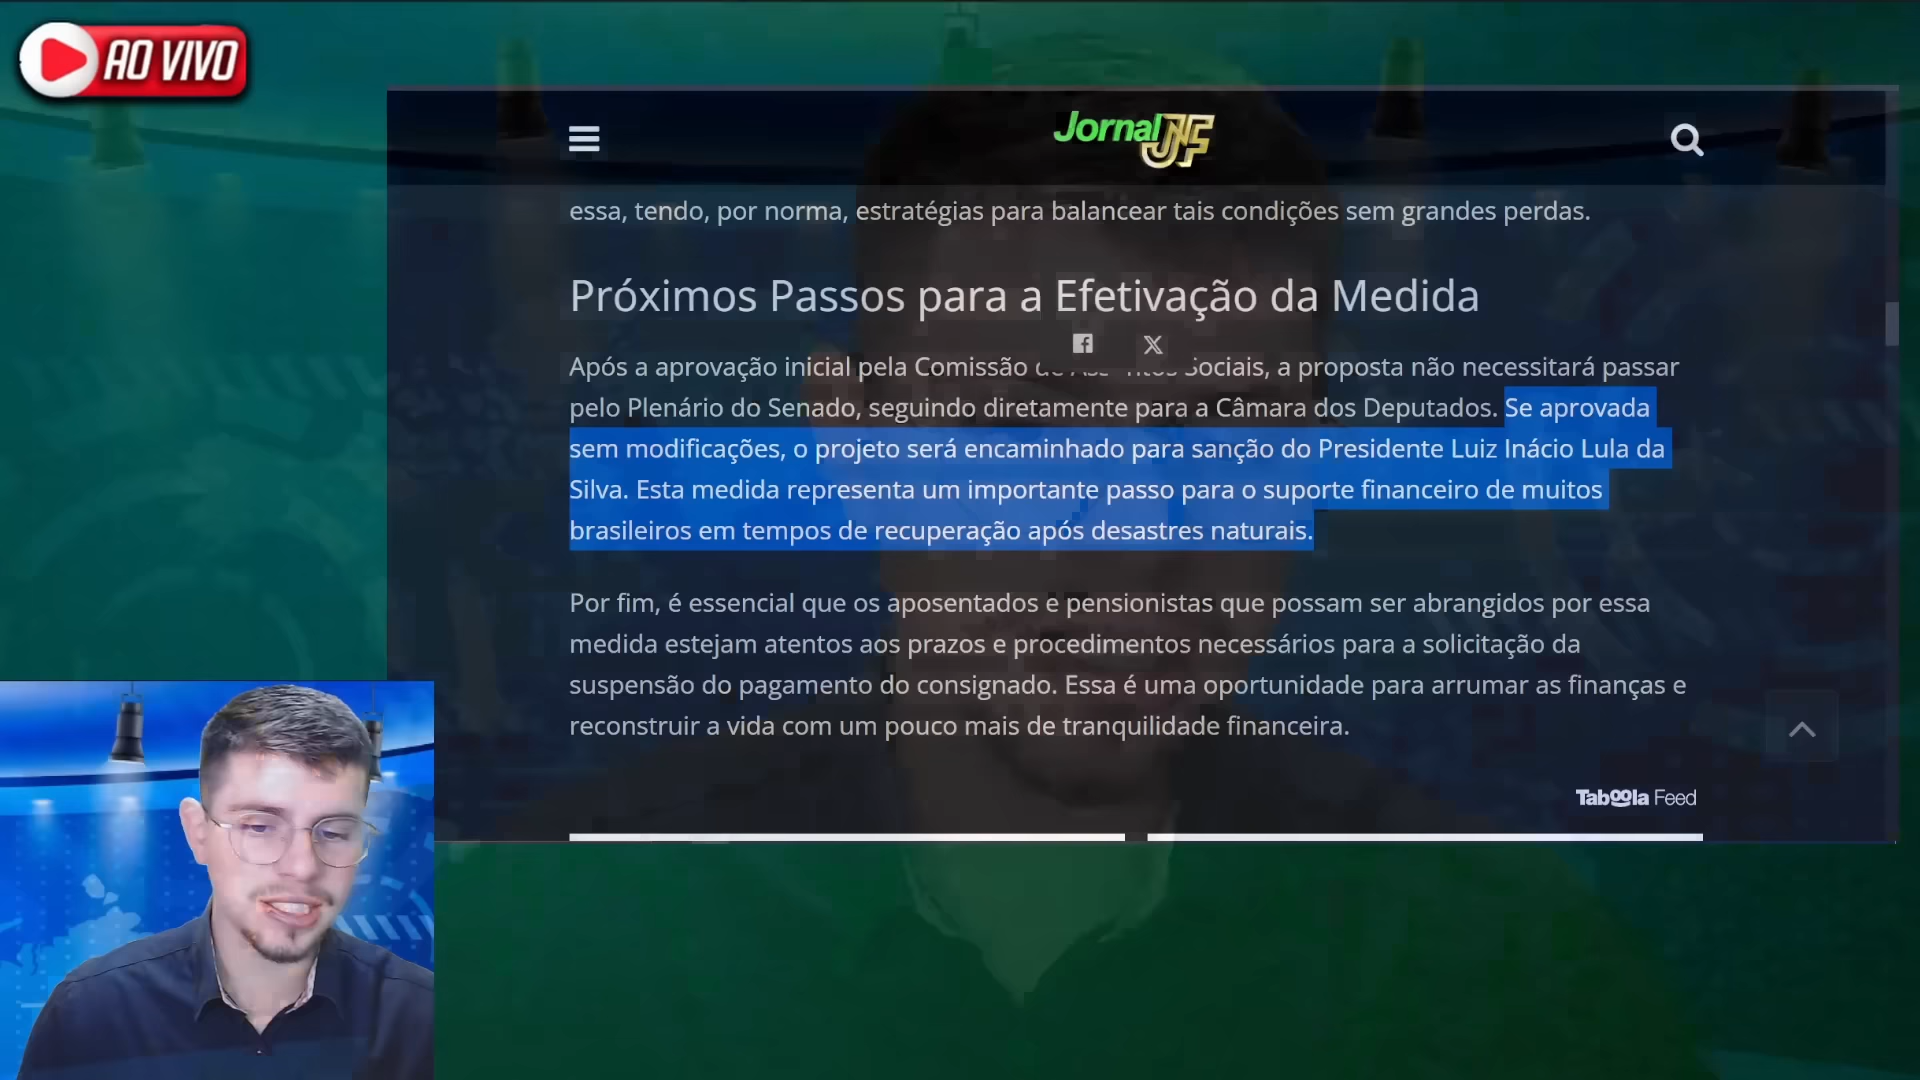 AO VIVO
Jornal JF
essa, tendo, por norma, estratégias para balancear tais condições sem grandes perdas.
Próximos Passos para a Efetivação da Medida
Após a aprovação inicial pela Comissão de Sociais, a proposta não necessitará passar
pelo Plenário do Senado, seguindo diretamente para a Câmara dos Deputados. Se aprovada
sem modificações, o projeto será encaminhado para sanção do Presidente Luiz Inácio Lula da
Silva. Esta medida representa um importante passo para o suporte financeiro de muitos
brasileiros em tempos de recuperação após desastres naturais.
Por fim, é essencial que os aposentados e pensionistas que possam ser abrangidos por essa
medida estejam atentos aos prazos e procedimentos necessários para a solicitação da
suspensão do pagamento do consignado. Essa é uma oportunidade para arrumar as finanças e
reconstruir a vida com um pouco mais de tranquilidade financeira.
Taboola Feed